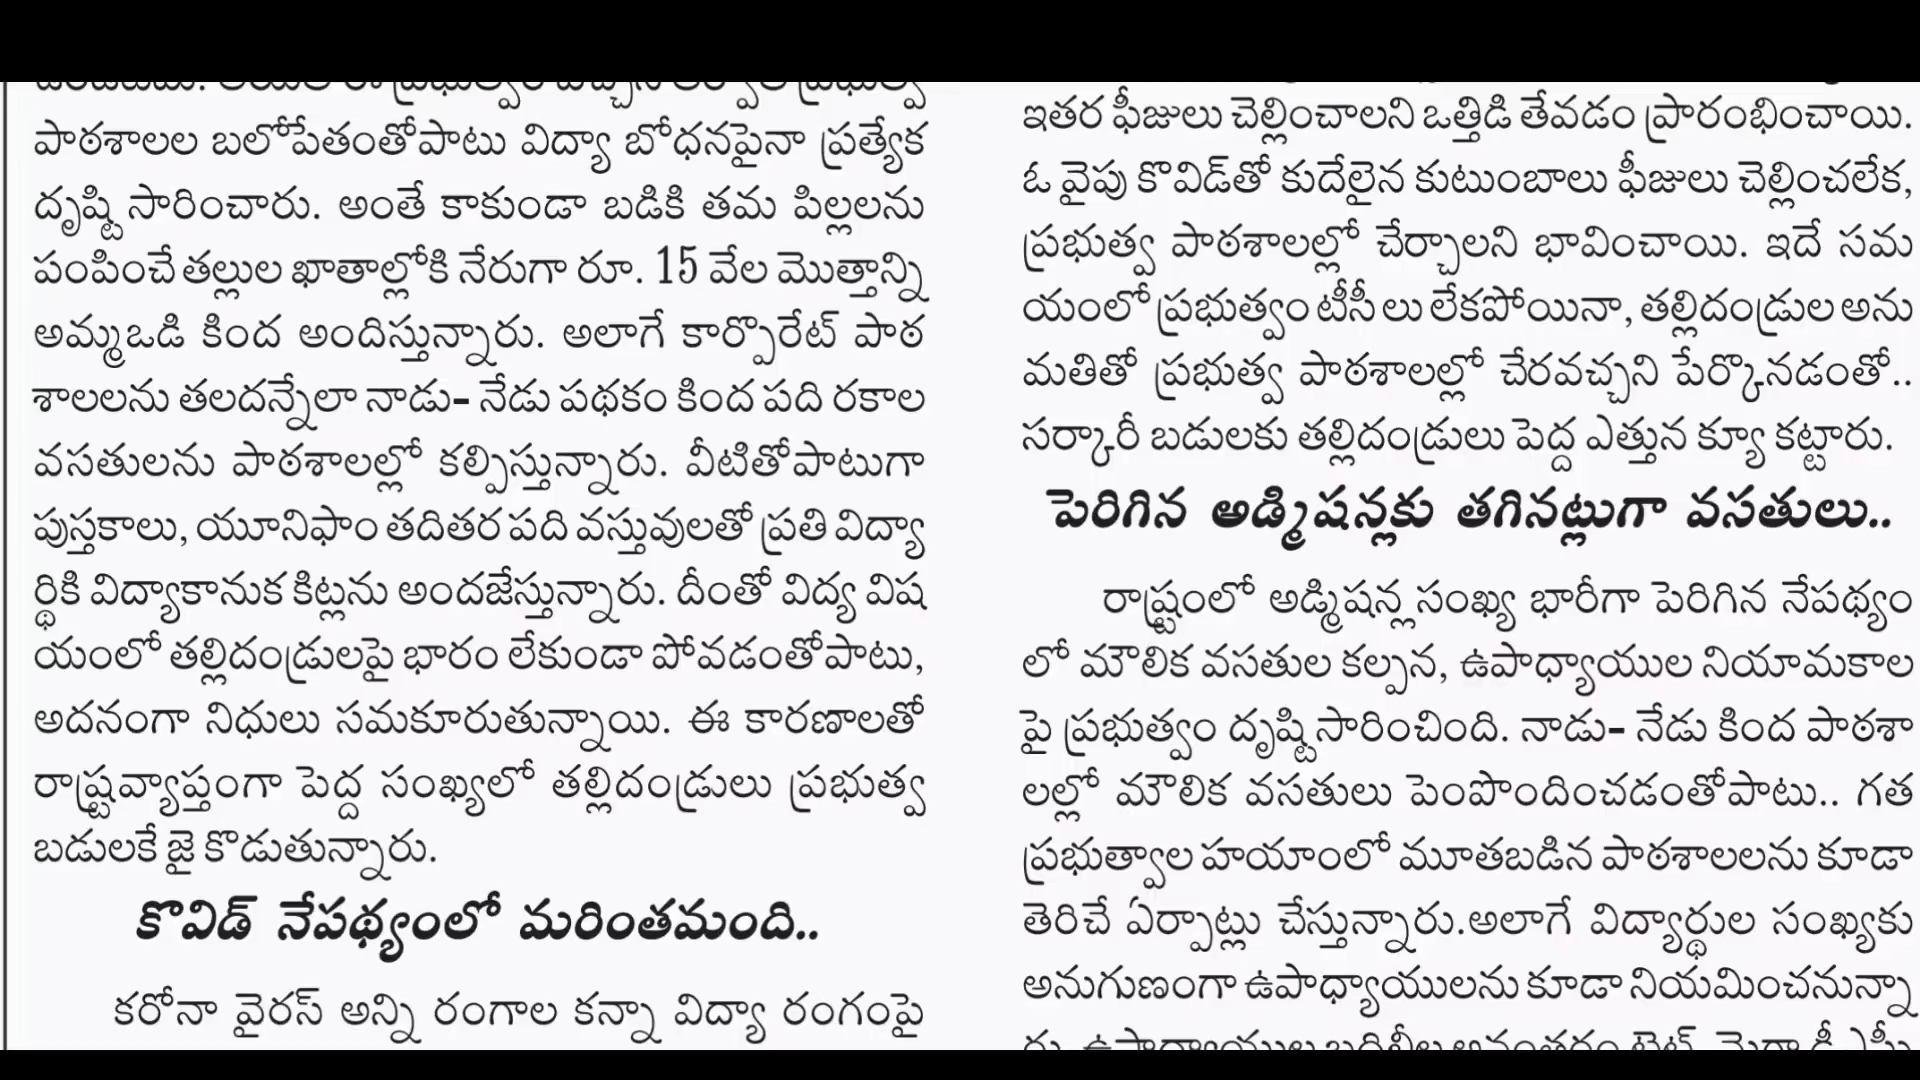 పాఠశాలల బలోపేతంతోపాటు విద్యా బోధనపైనా ప్రత్యేక
దృష్టి సారించారు. అంతే కాకుండా బడికి తమ పిల్లలను
పంపించే తల్లుల ఖాతాల్లోకి నేరుగా రూ. 15 వేల మొత్తాన్ని
అమ్మఒడి కింద అందిస్తున్నారు. అలాగే కార్పొరేట్ పాఠ
శాలలను తలదన్నేలా నాడు- నేడు పథకం కింద పది రకాల
వసతులను పాఠశాలల్లో కల్పిస్తున్నారు. వీటితోపాటుగా
పుస్తకాలు, యూనిఫాం తదితర పది వస్తువులతో ప్రతి విద్యా
ర్థికి విద్యాకానుక కిట్లను అందజేస్తున్నారు. దీంతో విద్య విష
యంలో తల్లిదండ్రులపై భారం లేకుండా పోవడంతోపాటు,
అదనంగా నిధులు సమకూరుతున్నాయి. ఈ కారణాలతో
రాష్ట్రవ్యాప్తంగా పెద్ద సంఖ్యలో తల్లిదండ్రులు ప్రభుత్వ
బడులకే జై కొడుతున్నారు.
కొవిడ్ నేపథ్యంలో మరింతమంది..
కరోనా వైరస్ అన్ని రంగాల కన్నా విద్యా రంగంపై
ఇతర ఫీజులు చెల్లించాలని ఒత్తిడి తేవడం ప్రారంభించాయి.
ఓ వైపు కొవిడ్‌తో కుదేలైన కుటుంబాలు ఫీజులు చెల్లించలేక,
ప్రభుత్వ పాఠశాలల్లో చేర్చాలని భావించాయి. ఇదే సమ
యంలో ప్రభుత్వం టీసీ లు లేకపోయినా, తల్లిదండ్రుల అను
మతితో ప్రభుత్వ పాఠశాలల్లో చేరవచ్చని పేర్కొనడంతో..
సర్కారీ బడులకు తల్లిదండ్రులు పెద్ద ఎత్తున క్యూ కట్టారు.
పెరిగిన అడ్మిషన్లకు తగినట్లుగా వసతులు..
రాష్ట్రంలో అడ్మిషన్ల సంఖ్య భారీగా పెరిగిన నేపథ్యం
లో మౌలిక వసతుల కల్పన, ఉపాధ్యాయుల నియామకాల
పై ప్రభుత్వం దృష్టి సారించింది. నాడు- నేడు కింద పాఠశా
లల్లో మౌలిక వసతులు పెంపొందించడంతోపాటు.. గత
ప్రభుత్వాల హయాంలో మూతబడిన పాఠశాలలను కూడా
తెరిచే ఏర్పాట్లు చేస్తున్నారు.అలాగే విద్యార్థుల సంఖ్యకు
అనుగుణంగా ఉపాధ్యాయులను కూడా నియమించనున్నా